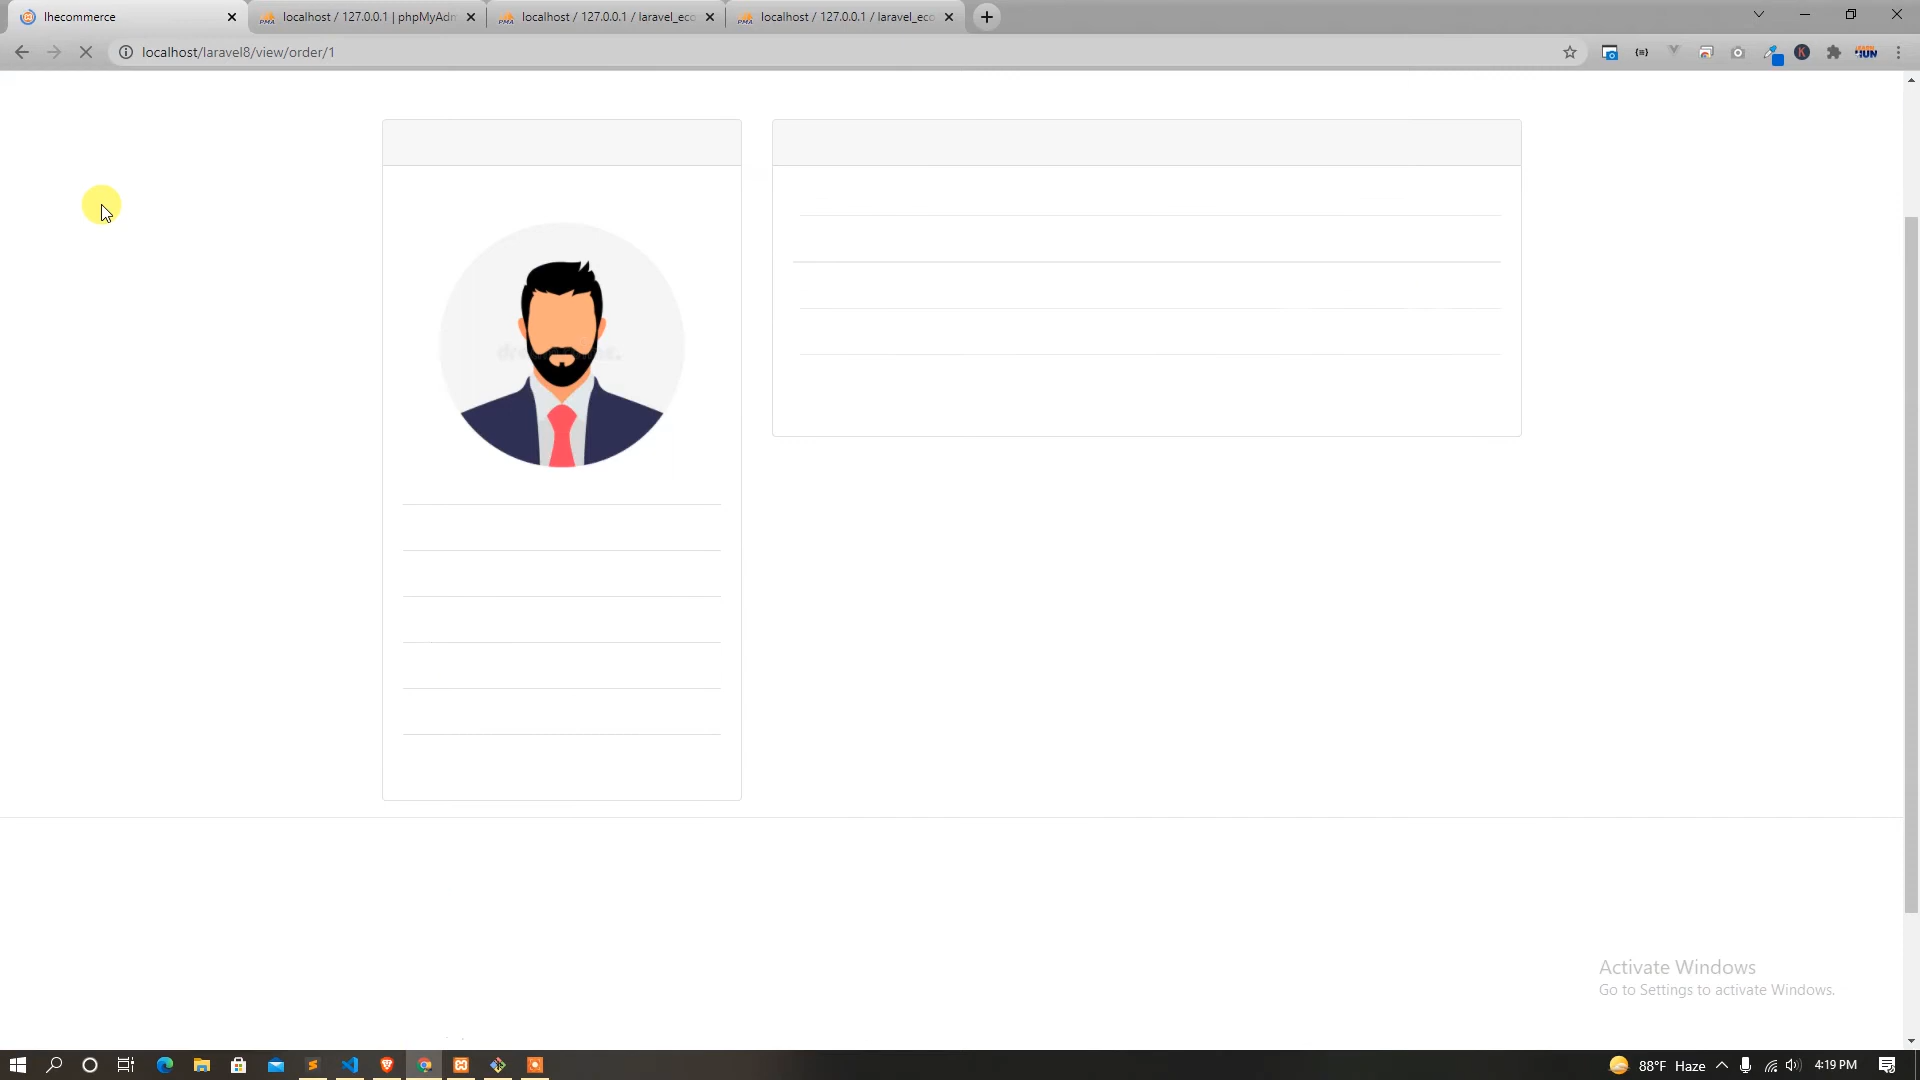 lhecommerce
localhost / 127.0.0.1 | phpMyAdm
localhost / 127.0.0.1 / laravel_eco
localhost / 127.0.0.1 / laravel_eco
localhost/laravel8/view/order/1
Activate Windows
Go to Settings to activate Windows.
88°F Haze
4:19 PM